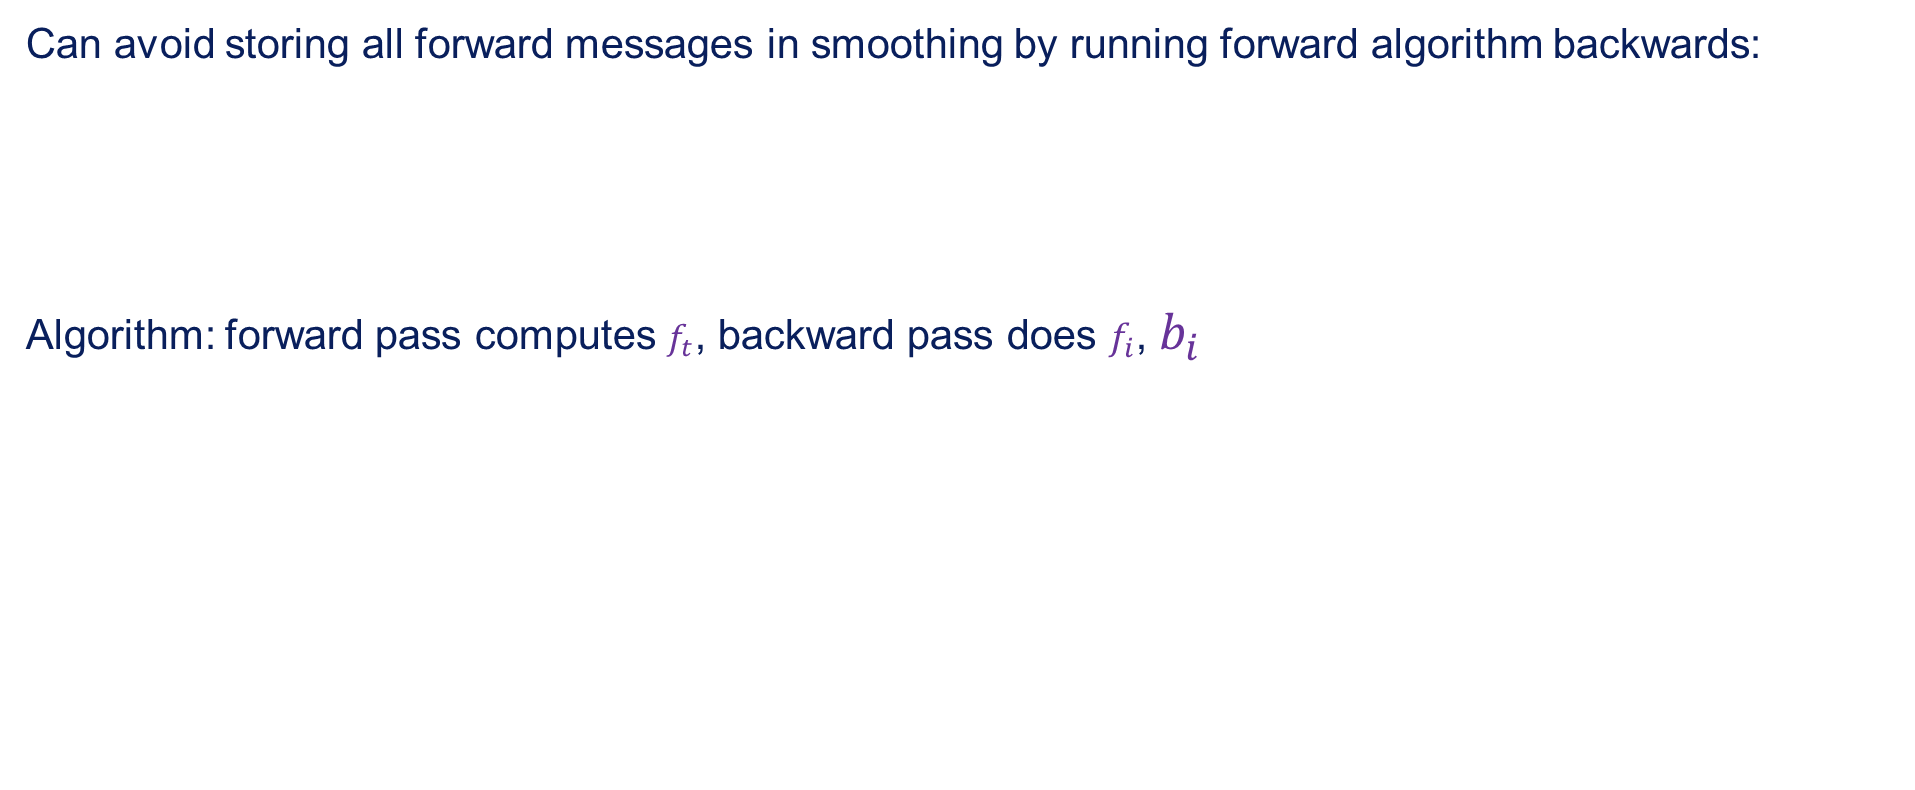 Can avoid storing all forward messages in smoothing by running forward algorithm backwards:
Algorithm: forward pass computes $f_t$, backward pass does $f_i$, $b_i$